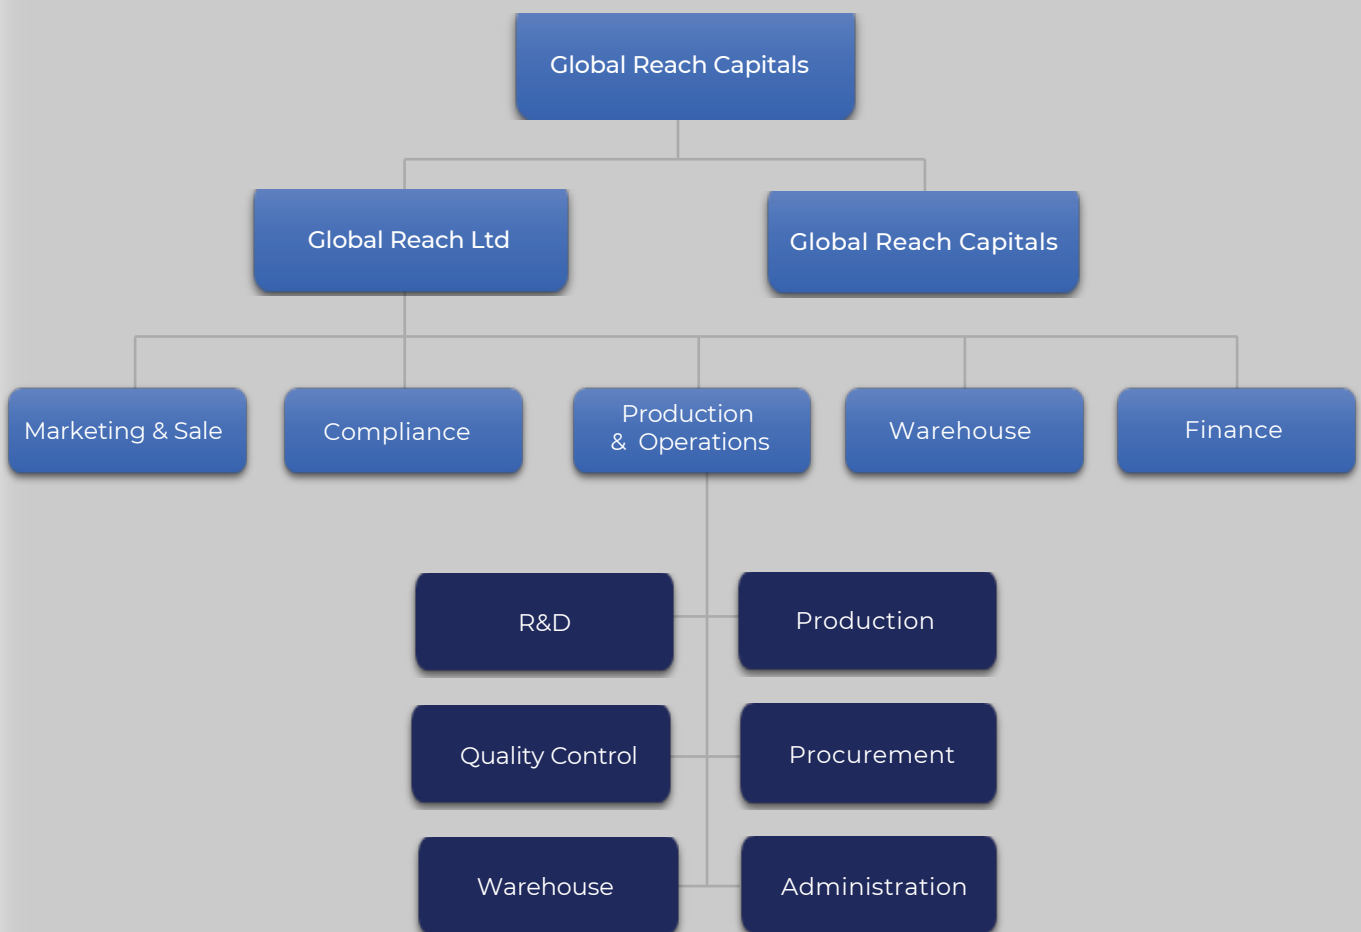 Global Reach Capitals
Global Reach Ltd
Global Reach Capitals
Marketing & Sale
Compliance
Production
& Operations
Warehouse
Finance
R&D
Production
Quality Control
Procurement
Warehouse
Administration